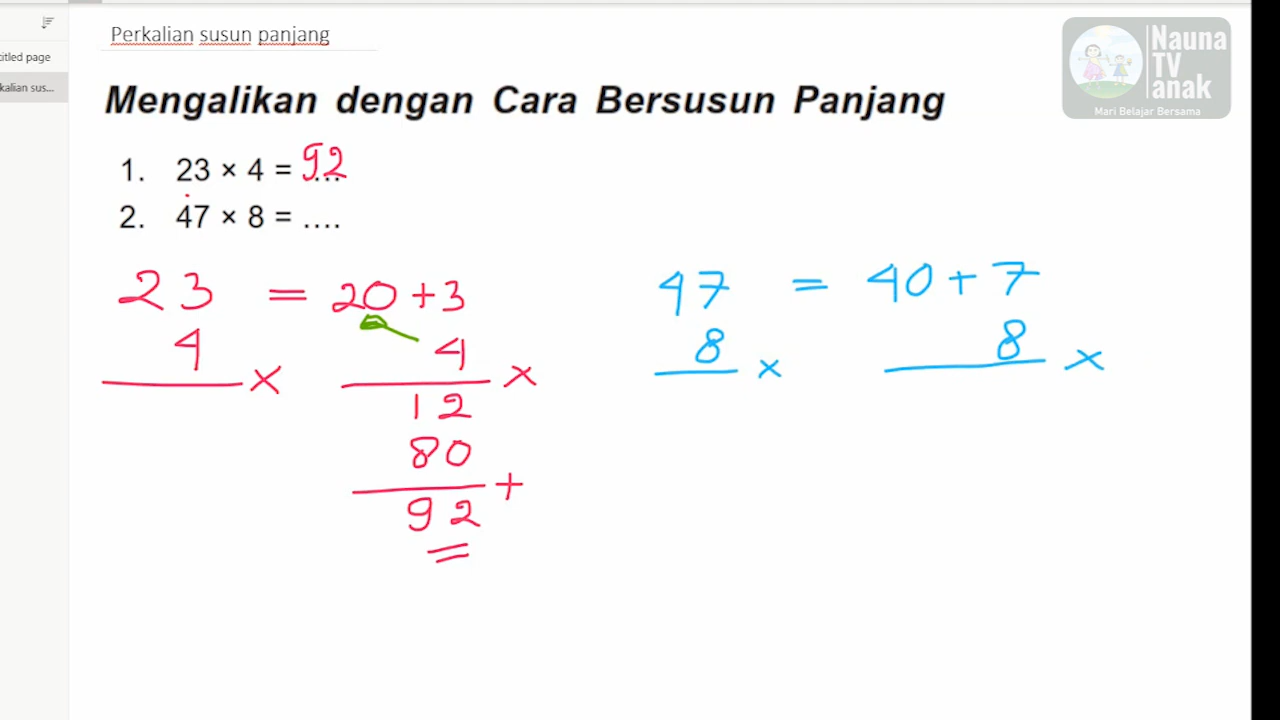 Perkalian susun panjang
itled page
kalian sus...
Nauna
TV
anak
Mari Belajar Bersama
Mengalikan dengan Cara Bersusun Panjang
1. 23 × 4 = .... 92
2. 47 × 8 = ....
23 = 20 + 3
4 × 4 ×
12
80 +
92
47 = 40 + 7
8 × 8 ×